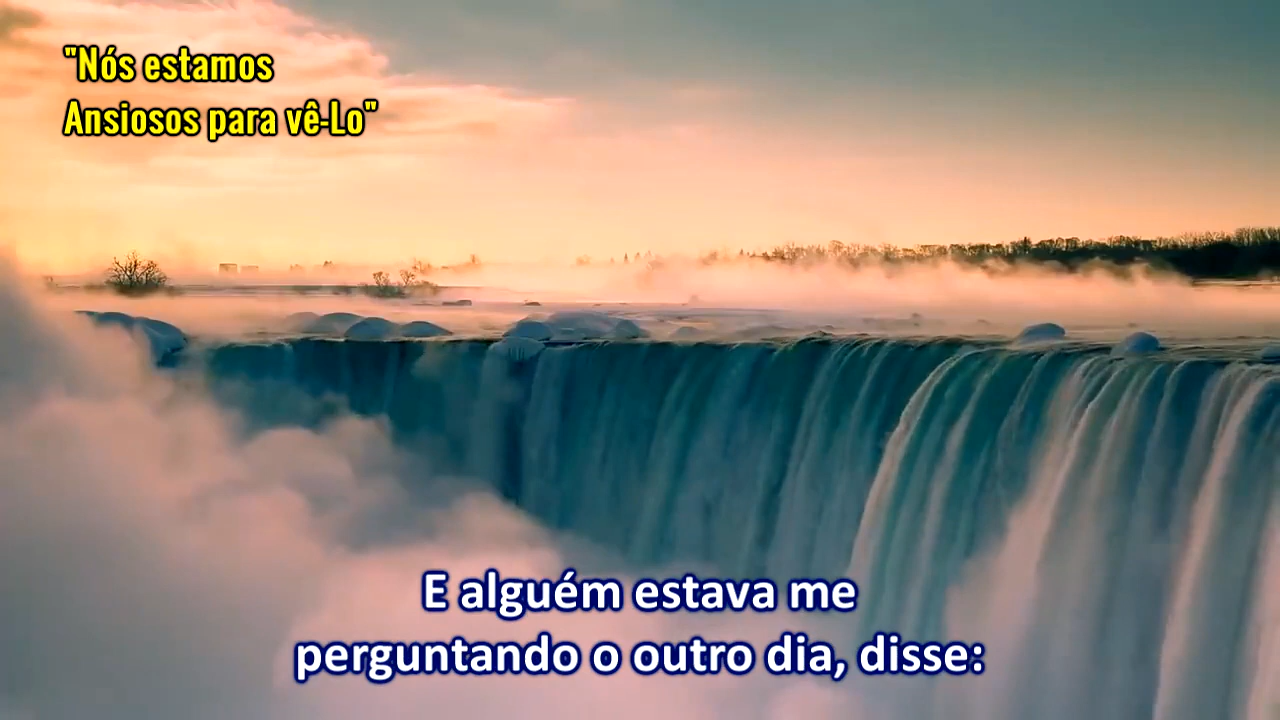 "Nós estamos
Ansiosos para vê-Lo"
E alguém estava me
perguntando o outro dia, disse: